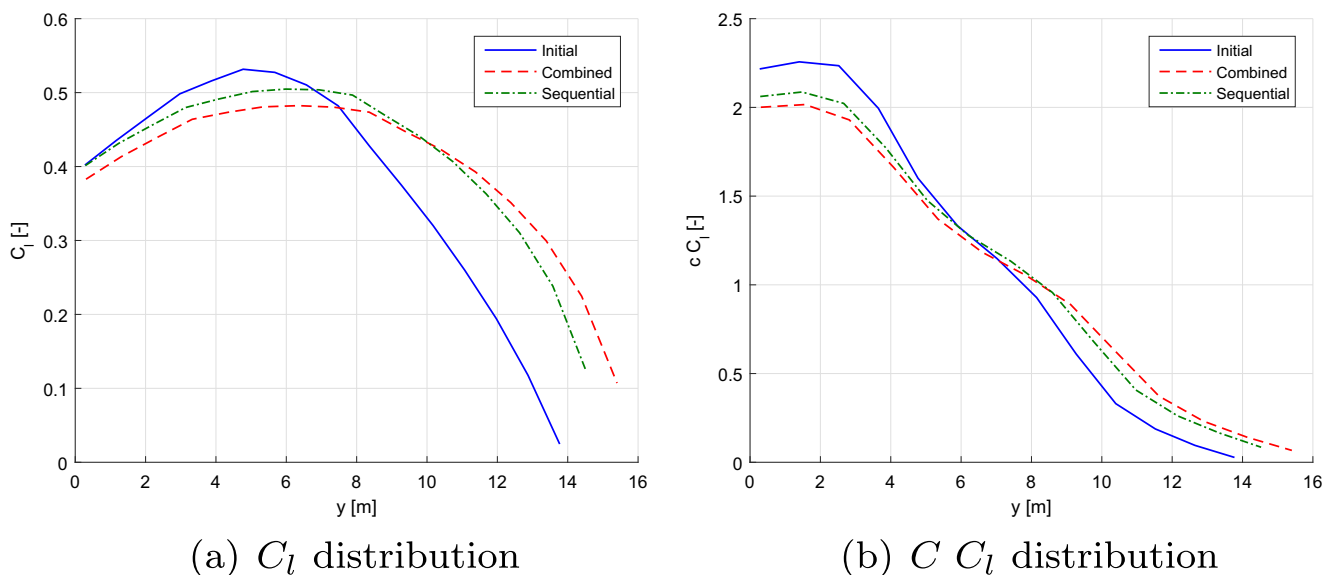 0.6
0.5
0.4
0.3
0.2
0.1
0
C_l [-]
Initial
Combined
Sequential
0 2 4 6 8 10 12 14 16
y [m]
(a) C_l distribution
2.5
2
1.5
1
0.5
0
c C_l [-]
Initial
Combined
Sequential
0 2 4 6 8 10 12 14 16
y [m]
(b) C C_l distribution